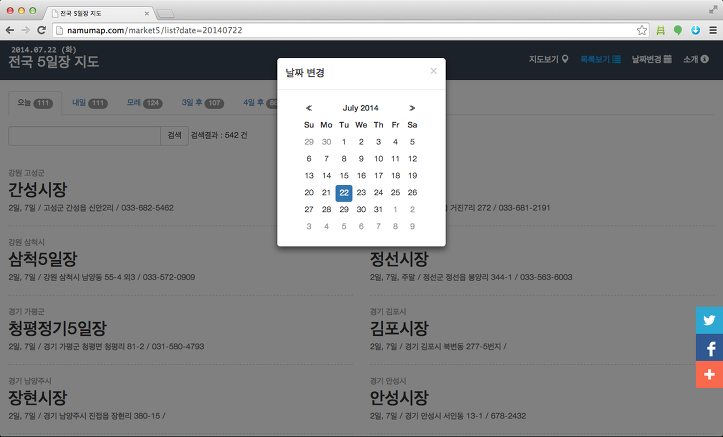 전국 5일장 지도
namumap.com/market5/list?date=20140722
2014.07.22 (화)
전국 5일장 지도
지도보기 목록보기 날짜변경 소개
오늘 111 내일 111 모레 124 3일 후 107 4일 후
검색 검색결과 : 542 건
날짜 변경 ×
« July 2014 »
Su Mo Tu We Th Fr Sa
29 30 1 2 3 4 5
6 7 8 9 10 11 12
13 14 15 16 17 18 19
20 21 22 23 24 25 26
27 28 29 30 31 1 2
3 4 5 6 7 8 9
강원 고성군
간성시장
2일, 7일 / 고성군 간성읍 신안2리 / 033-682-5462
거진7리 272 / 033-681-2191
강원 삼척시
삼척5일장
2일, 7일 / 강원 삼척시 남양동 55-4 외3 / 033-572-0909
정선시장
2일, 7일, 주말 / 정선군 정선읍 봉양리 344-1 / 033-563-6003
경기 가평군
청평정기5일장
2일, 7일 / 경기 가평군 청평면 청평리 81-2 / 031-580-4793
경기 김포시
김포시장
2일, 7일 / 경기 김포시 북변동 277-5번지 /
경기 남양주시
장현시장
2일, 7일 / 경기 남양주시 진접읍 장현리 380-15 /
경기 안성시
안성시장
2일, 7일 / 경기 안성시 서인동 13-1 / 678-2432